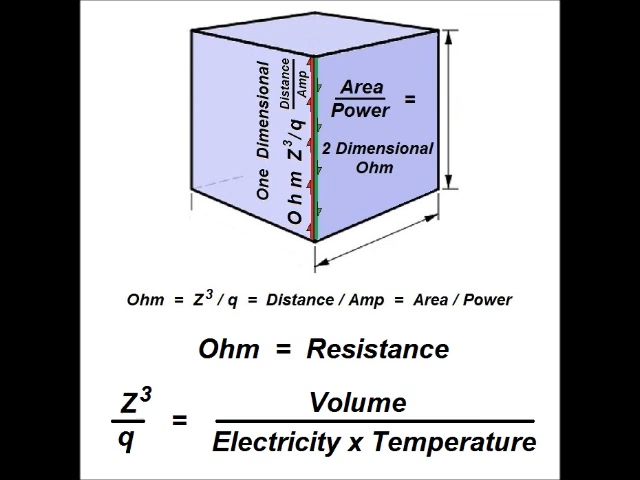 One Dimensional
Distance
Amp
Ohm Z³/q
Area
Power
=
2 Dimensional
Ohm
Ohm = Z³ / q = Distance / Amp = Area / Power
Ohm = Resistance
Z³
q
=
Volume
Electricity x Temperature